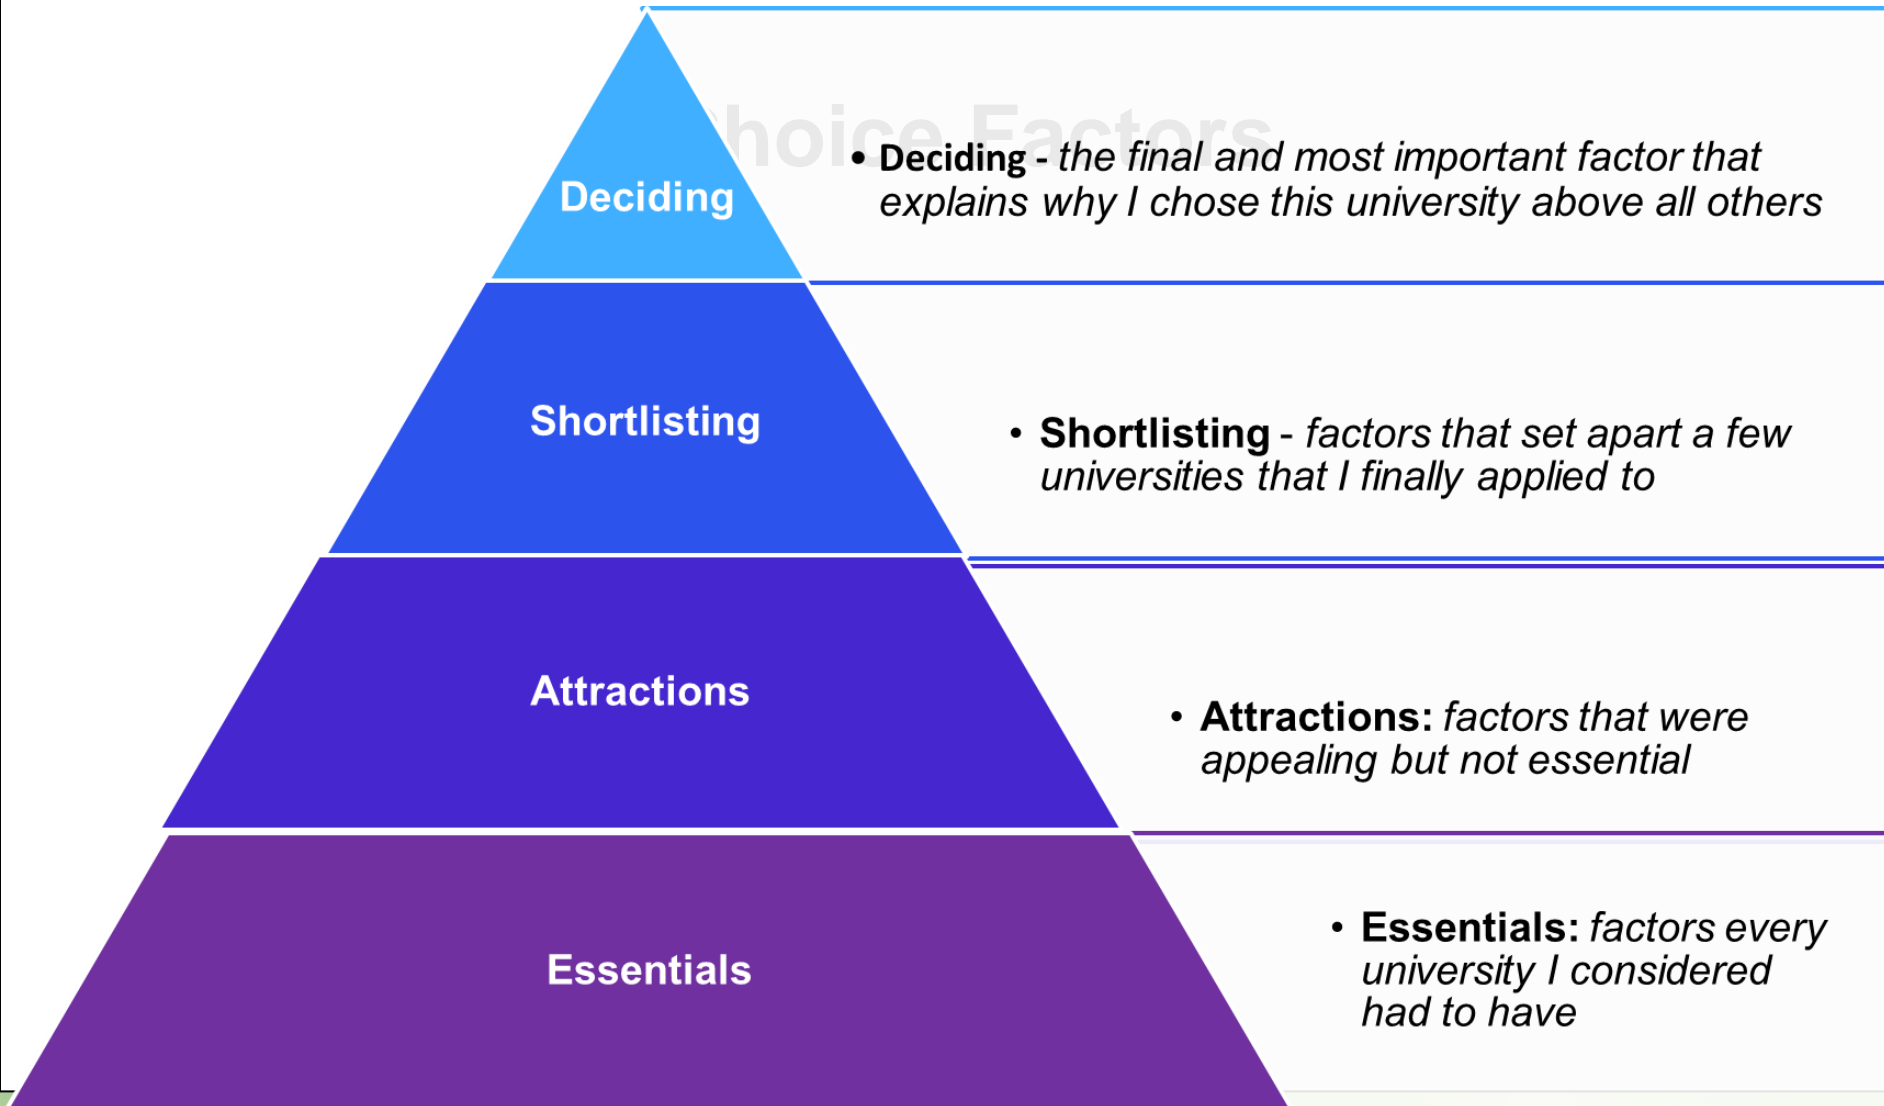 hoice Factors
• Deciding - the final and most important factor that
explains why I chose this university above all others
Deciding
Shortlisting
• Shortlisting - factors that set apart a few
universities that I finally applied to
Attractions
• Attractions: factors that were
appealing but not essential
Essentials
• Essentials: factors every
university I considered
had to have